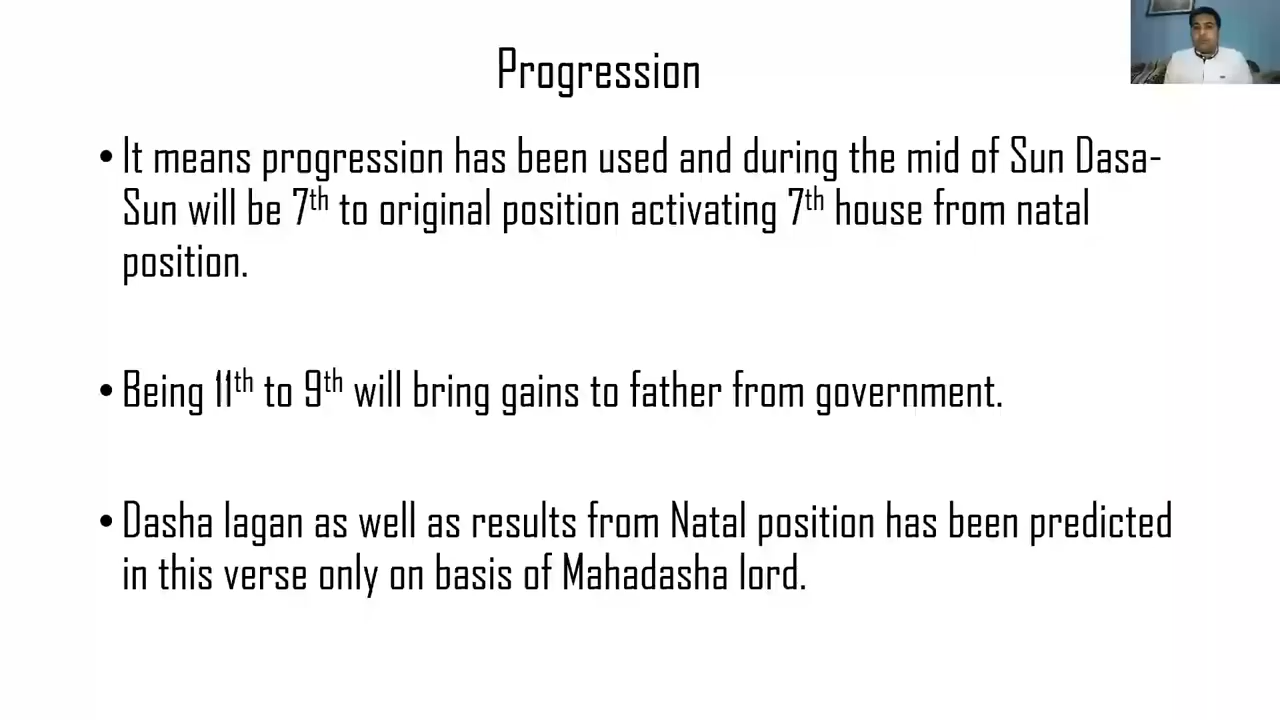 Progression
• It means progression has been used and during the mid of Sun Dasa-
Sun will be 7th to original position activating 7th house from natal
position.
• Being 11th to 9th will bring gains to father from government.
• Dasha lagan as well as results from Natal position has been predicted
in this verse only on basis of Mahadasha lord.